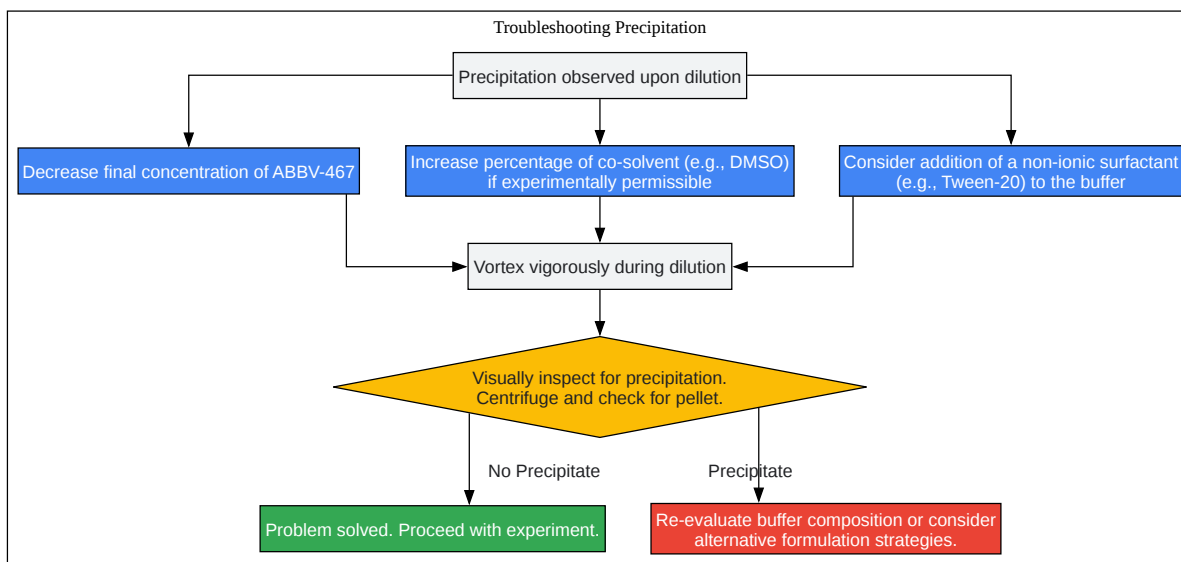 Troubleshooting Precipitation
Precipitation observed upon dilution
Decrease final concentration of ABBV-467
Increase percentage of co-solvent (e.g., DMSO)
if experimentally permissible
Consider addition of a non-ionic surfactant
(e.g., Tween-20) to the buffer
Vortex vigorously during dilution
Visually inspect for precipitation.
Centrifuge and check for pellet.
No Precipitate
Precipitate
Problem solved. Proceed with experiment.
Re-evaluate buffer composition or consider
alternative formulation strategies.